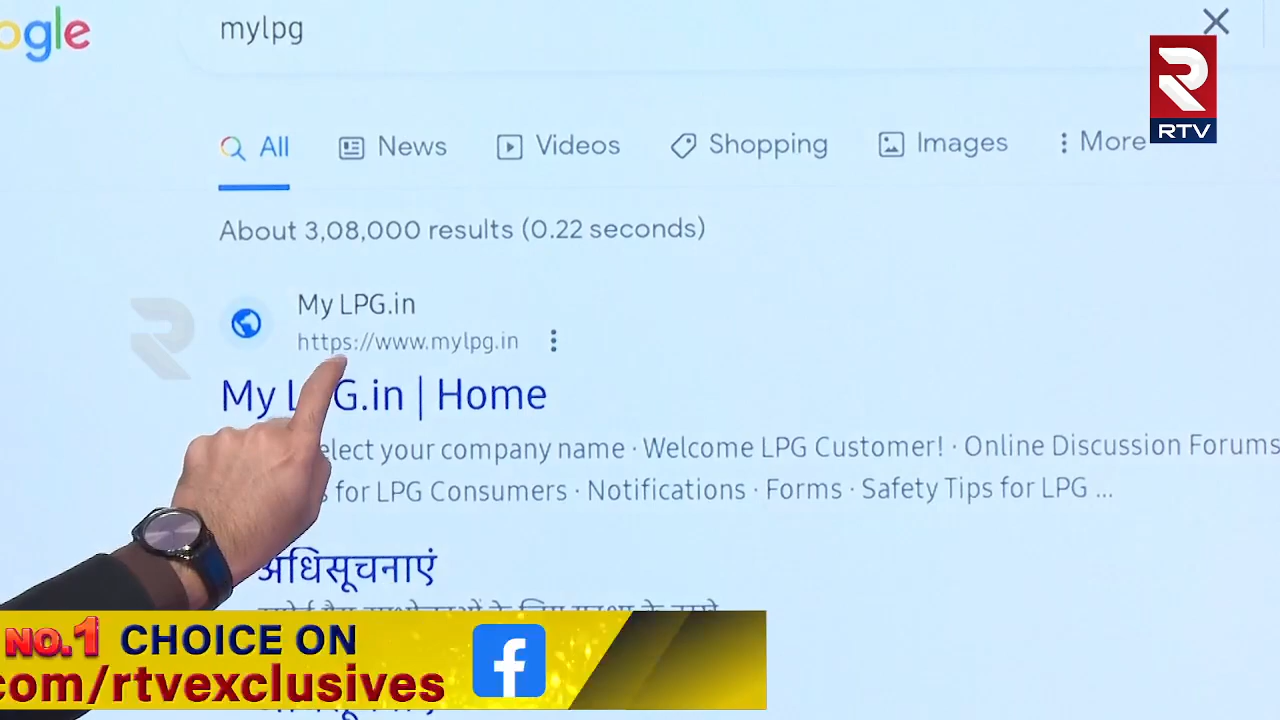 ogle
mylpg
RTV
All News Videos Shopping Images More
About 3,08,000 results (0.22 seconds)
My LPG.in
https://www.mylpg.in
My LPG.in | Home
elect your company name · Welcome LPG Customer! · Online Discussion Forums
s for LPG Consumers · Notifications · Forms · Safety Tips for LPG ...
अधिसूचनाएं
NO.1 CHOICE ON
com/rtvexclusives